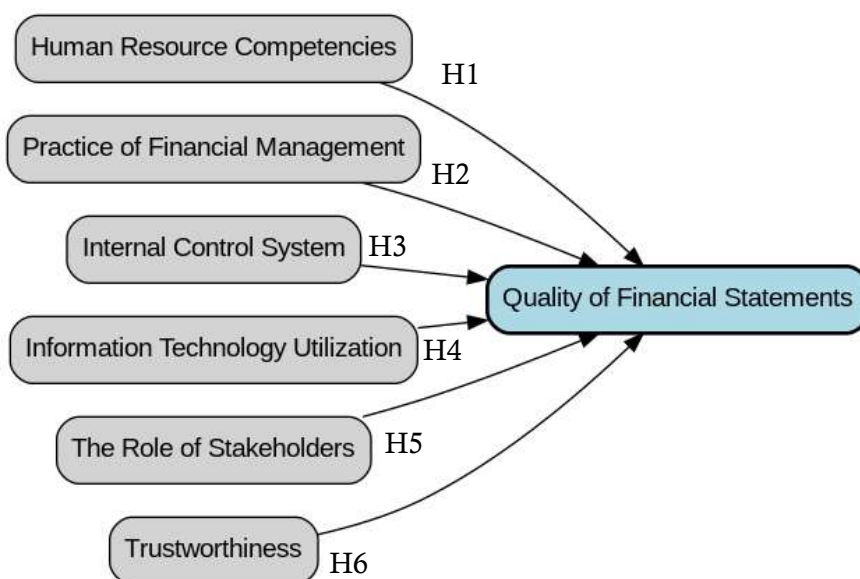 Human Resource Competencies
H1
Practice of Financial Management
H2
Internal Control System
H3
Quality of Financial Statements
Information Technology Utilization
H4
The Role of Stakeholders
H5
Trustworthiness
H6